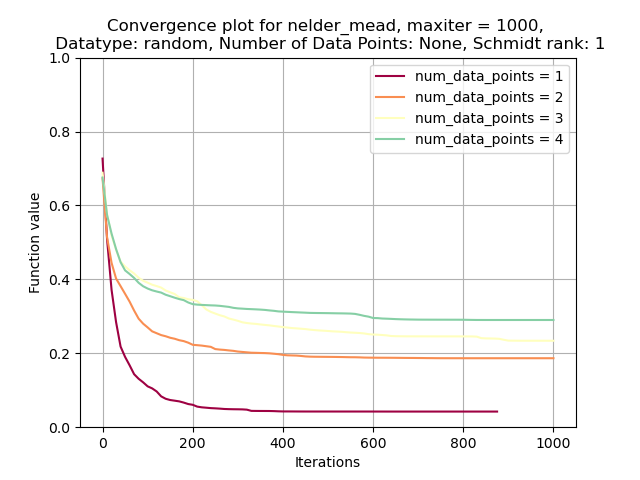 Convergence plot for nelder_mead, maxiter = 1000,
Datatype: random, Number of Data Points: None, Schmidt rank: 1
num_data_points = 1
num_data_points = 2
num_data_points = 3
num_data_points = 4
Function value
1.0
0.8
0.6
0.4
0.2
0.0
0 200 400 600 800 1000
Iterations